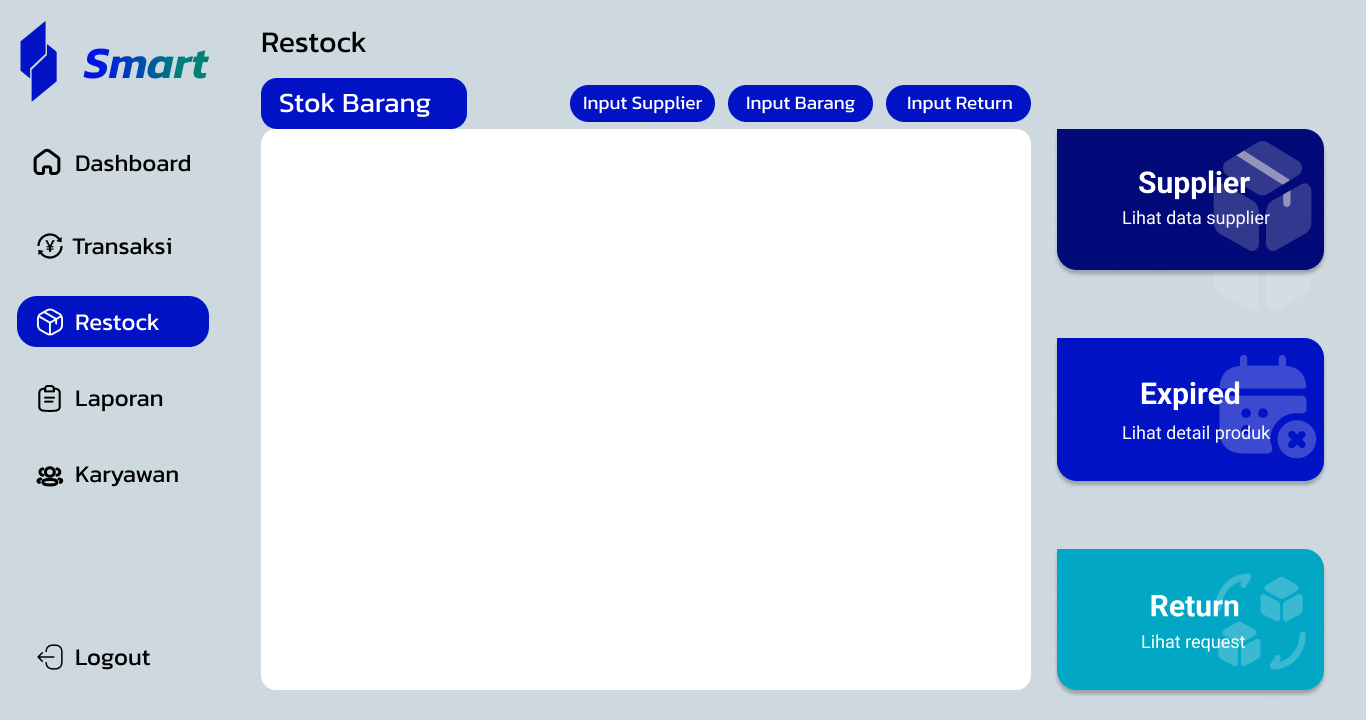 Smart
Dashboard
Transaksi
Restock
Laporan
Karyawan
Logout
Restock
Stok Barang
Input Supplier
Input Barang
Input Return
Supplier
Lihat data supplier
Expired
Lihat detail produk
Return
Lihat request